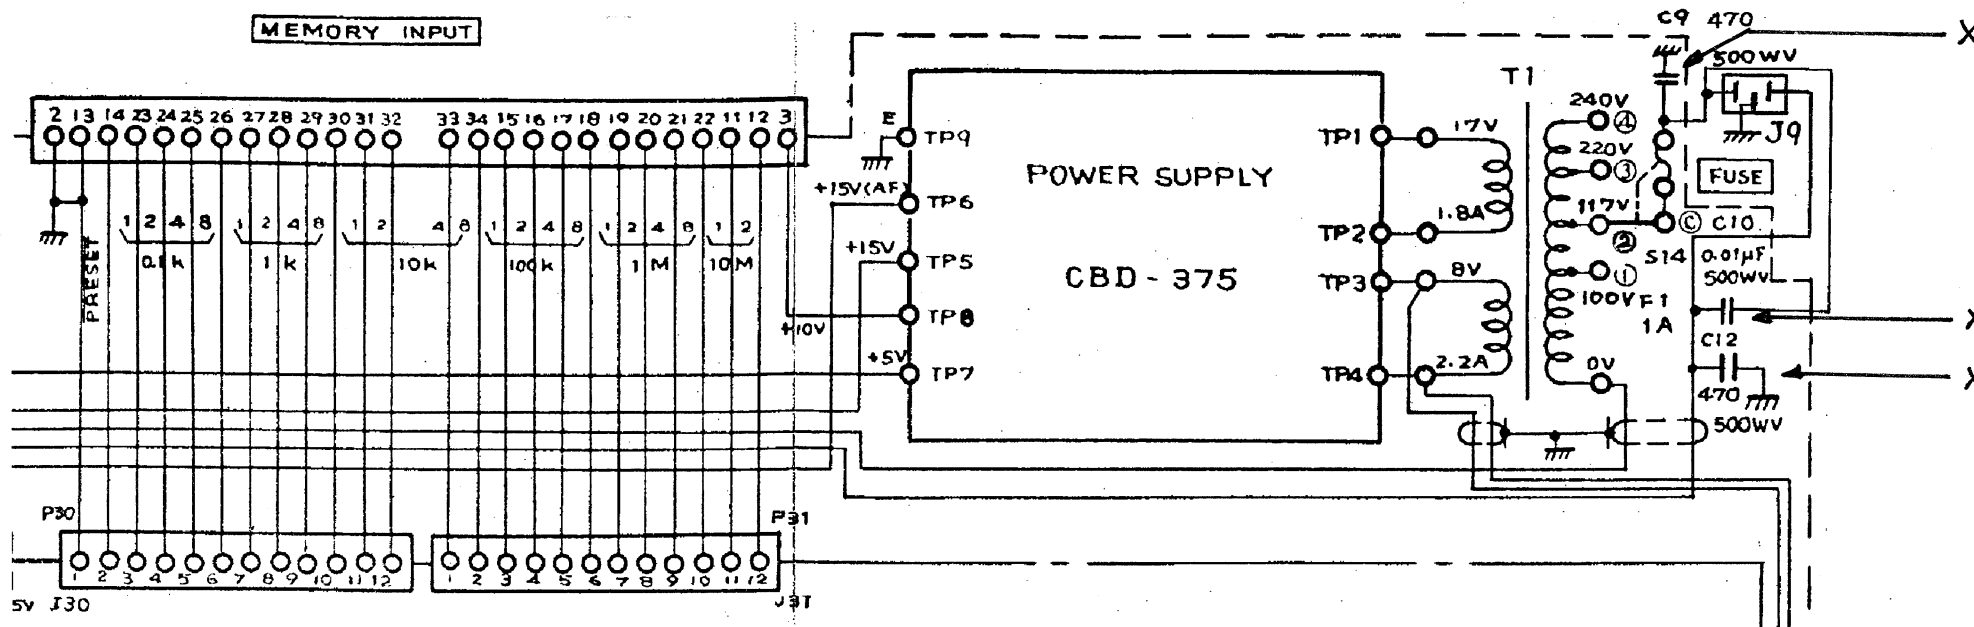 MEMORY INPUT
C9 470
500WV
X
T1
2 13 14 23 24 25 26 27 28 29 30 31 32 33 34 15 16 17 18 19 20 21 22 11 12 3
E TP9
TP1
17V
240V ④
J9
220V ③
FUSE
POWER SUPPLY
+15V(AF) TP6
1 2 4 8 1 2 4 8 1 2 4 8 1 2 4 8 1 2 4 8 1 2
0.1k 1k 10k 100k 1M 10M
PRESET
TP2
1.8A
117V
②
Ⓒ C10
S14
0.01μF
500WV
+15V TP5
CBD-375
TP3
8V
①
100V
F1
1A
+10V TP8
X
C12
+5V TP7
TP4
2.2A
0V
470
500WV
X
P30
P31
1 2 3 4 5 6 7 8 9 10 11 12 1 2 3 4 5 6 7 8 9 10 11 12
5V J30
J31